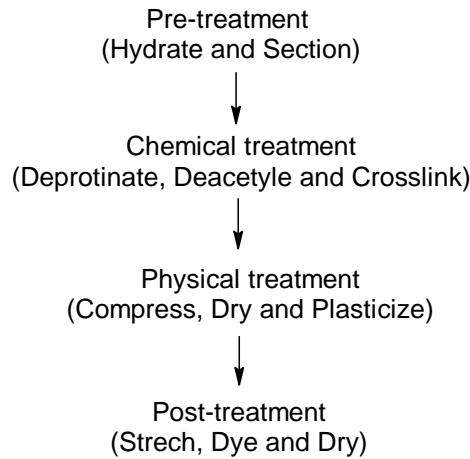 Pre-treatment
(Hydrate and Section)
Chemical treatment
(Deprotinate, Deacetyle and Crosslink)
Physical treatment
(Compress, Dry and Plasticize)
Post-treatment
(Strech, Dye and Dry)